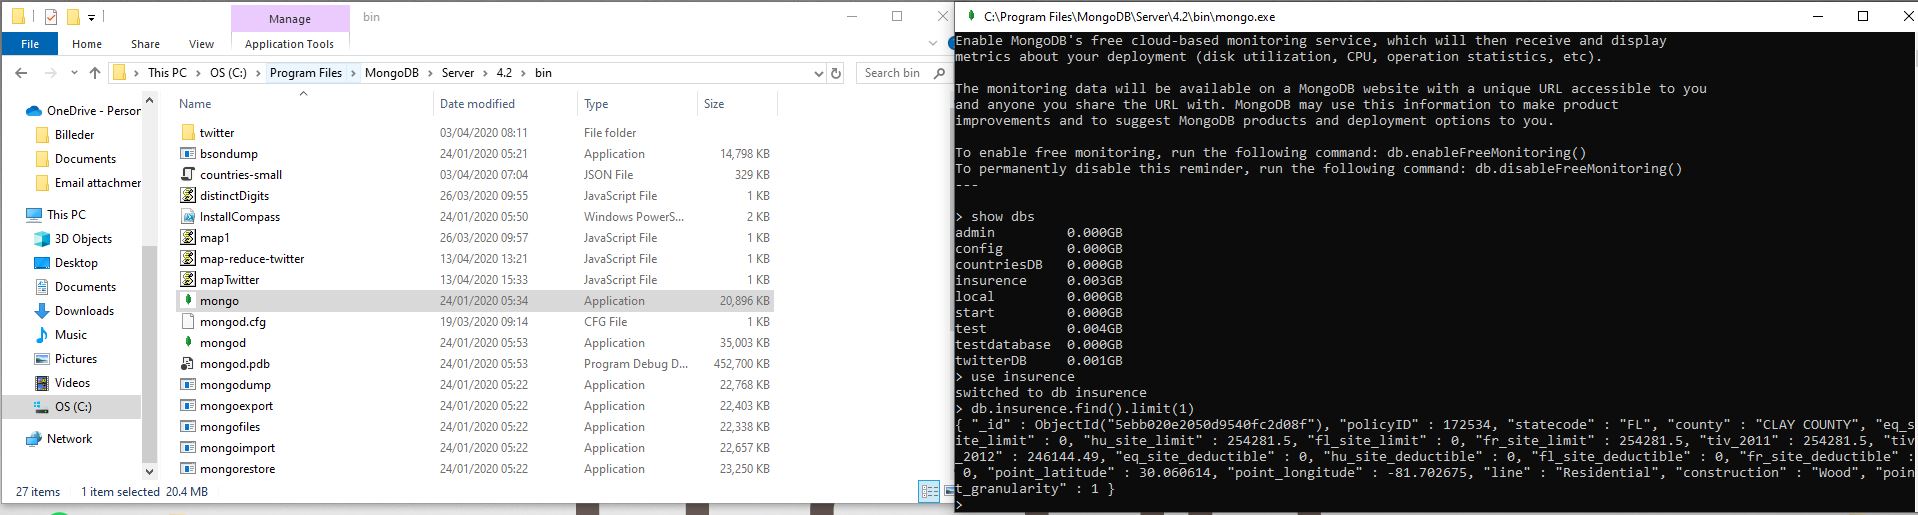 Manage
bin
File
Home
Share
View
Application Tools
This PC
OS (C:)
Program Files
MongoDB
Server
4.2
bin
Search bin
OneDrive - Person
Billeder
Documents
Email attachmer
This PC
3D Objects
Desktop
Documents
Downloads
Music
Pictures
Videos
OS (C:)
Network
Name Date modified Type Size
twitter 03/04/2020 08:11 File folder
bsondump 24/01/2020 05:21 Application 14,798 KB
countries-small 03/04/2020 07:04 JSON File 329 KB
distinctDigits 26/03/2020 09:55 JavaScript File 1 KB
InstallCompass 24/01/2020 05:50 Windows PowerS... 2 KB
map1 26/03/2020 09:57 JavaScript File 1 KB
map-reduce-twitter 13/04/2020 13:21 JavaScript File 1 KB
mapTwitter 13/04/2020 15:33 JavaScript File 1 KB
mongo 24/01/2020 05:34 Application 20,896 KB
mongod.cfg 19/03/2020 09:14 CFG File 1 KB
mongod 24/01/2020 05:53 Application 35,003 KB
mongod.pdb 24/01/2020 05:53 Program Debug D... 452,700 KB
mongodump 24/01/2020 05:22 Application 22,768 KB
mongoexport 24/01/2020 05:22 Application 22,403 KB
mongofiles 24/01/2020 05:22 Application 22,338 KB
mongoimport 24/01/2020 05:22 Application 22,657 KB
mongorestore 24/01/2020 05:22 Application 23,250 KB
27 items 1 item selected 20.4 MB
C:\Program Files\MongoDB\Server\4.2\bin\mongo.exe
Enable MongoDB's free cloud-based monitoring service, which will then receive and display
metrics about your deployment (disk utilization, CPU, operation statistics, etc).
The monitoring data will be available on a MongoDB website with a unique URL accessible to you
and anyone you share the URL with. MongoDB may use this information to make product
improvements and to suggest MongoDB products and deployment options to you.
To enable free monitoring, run the following command: db.enableFreeMonitoring()
To permanently disable this reminder, run the following command: db.disableFreeMonitoring()
---
> show dbs
admin 0.000GB
config 0.000GB
countriesDB 0.000GB
insurence 0.003GB
local 0.000GB
start 0.000GB
test 0.004GB
testdatabase 0.000GB
twitterDB 0.001GB
> use insurence
switched to db insurence
> db.insurence.find().limit(1)
{ "_id" : ObjectId("5ebb020e2050d9540fc2d08f"), "policyID" : 172534, "statecode" : "FL", "county" : "CLAY COUNTY", "eq_s
ite_limit" : 0, "hu_site_limit" : 254281.5, "fl_site_limit" : 0, "fr_site_limit" : 254281.5, "tiv_2011" : 254281.5, "tiv
_2012" : 246144.49, "eq_site_deductible" : 0, "hu_site_deductible" : 0, "fl_site_deductible" : 0, "fr_site_deductible" :
0, "point_latitude" : 30.060614, "point_longitude" : -81.702675, "line" : "Residential", "construction" : "Wood", "poin
t_granularity" : 1 }
>